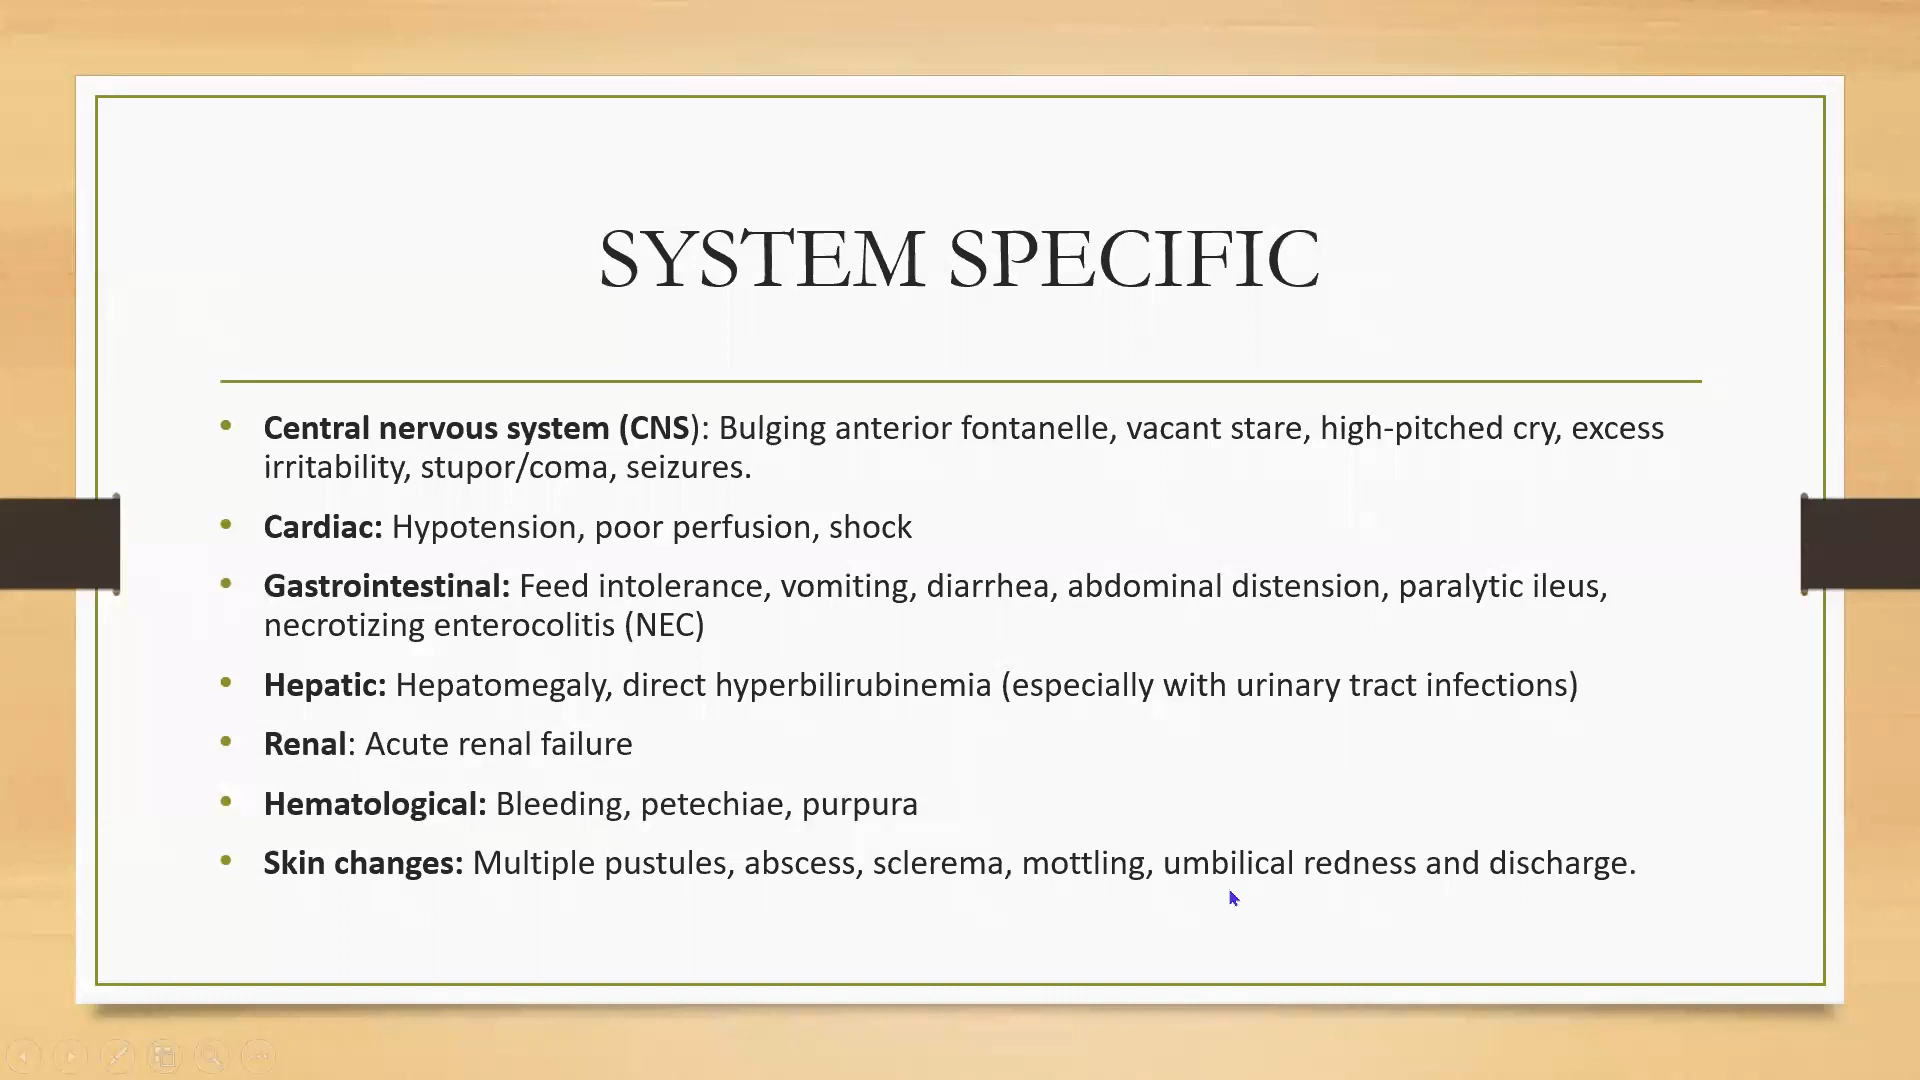 SYSTEM SPECIFIC
• Central nervous system (CNS): Bulging anterior fontanelle, vacant stare, high-pitched cry, excess
irritability, stupor/coma, seizures.
• Cardiac: Hypotension, poor perfusion, shock
• Gastrointestinal: Feed intolerance, vomiting, diarrhea, abdominal distension, paralytic ileus,
necrotizing enterocolitis (NEC)
• Hepatic: Hepatomegaly, direct hyperbilirubinemia (especially with urinary tract infections)
• Renal: Acute renal failure
• Hematological: Bleeding, petechiae, purpura
• Skin changes: Multiple pustules, abscess, sclerema, mottling, umbilical redness and discharge.